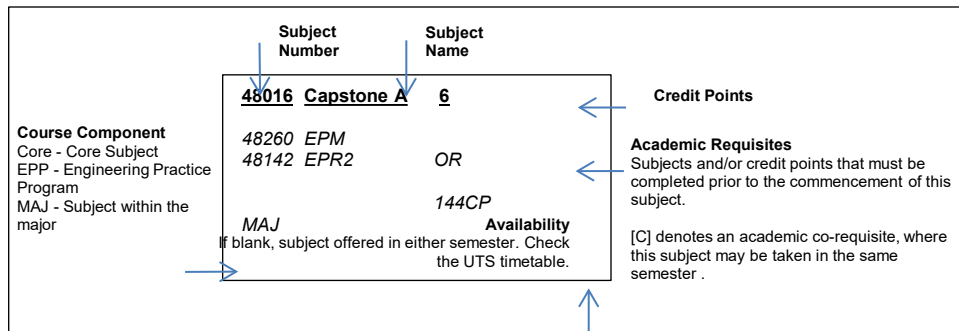 Subject Number
Subject Name
48016 Capstone A 6
Credit Points
48260 EPM
48142 EPR2 OR
144CP
MAJ
Availability
If blank, subject offered in either semester. Check
the UTS timetable.
Course Component
Core - Core Subject
EPP - Engineering Practice
Program
MAJ - Subject within the
major
Academic Requisites
Subjects and/or credit points that must be
completed prior to the commencement of this
subject.
[C] denotes an academic co-requisite, where
this subject may be taken in the same
semester .